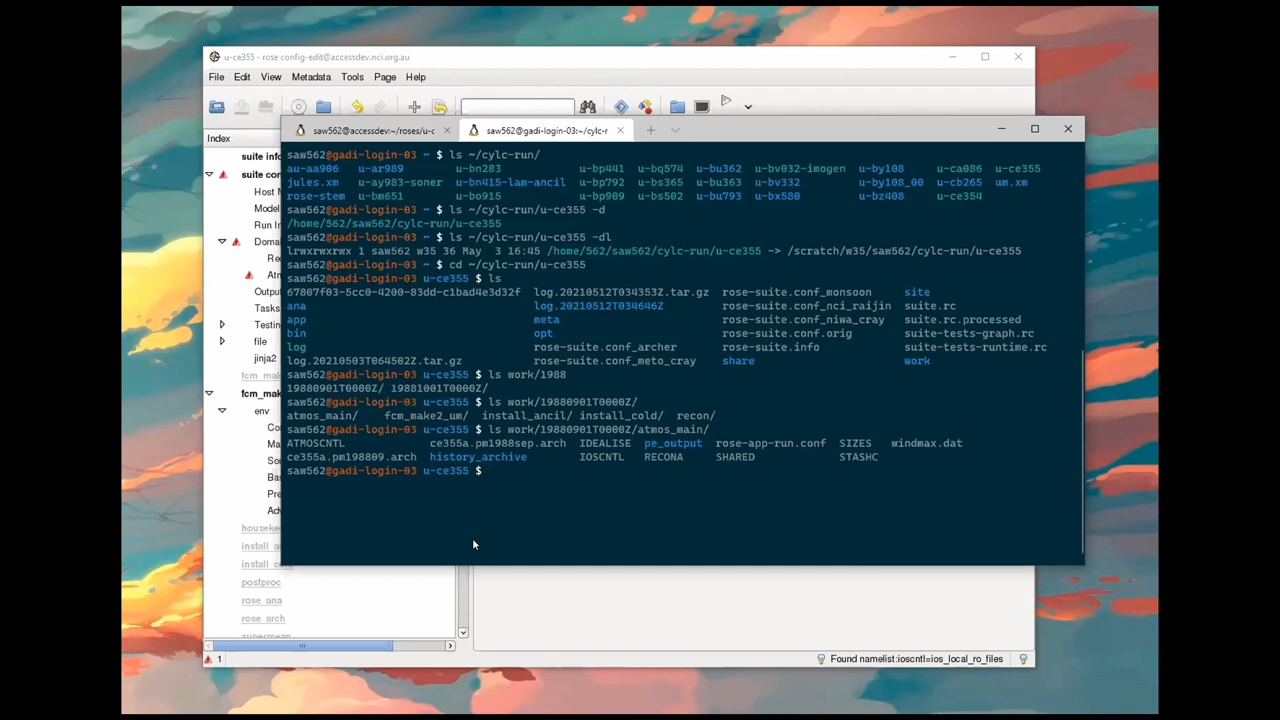 u-ce355 - rose config-edit@accessdev.nci.org.au
File Edit View Metadata Tools Page Help
saw562@accessdev:~/roses/u-c
saw562@gadi-login-03:~/cylc-r
Index
suite info
suite con
Host
Model
Run In
Doma
Re
Atm
Outpu
Tasks
Testin
file
jinja2
fcm_mak
fcm_mak
env
Co
Ma
So
Ba
Pre
Adv
houseke
install a
install co
postproc
rose_ana
rose_arch
supermean
saw562@gadi-login-03 ~ $ ls ~/cylc-run/
au-aa906 u-ar989 u-bn283 u-bp441 u-bq574 u-bu362 u-bv032-imogen u-by108 u-ca086 u-ce355
jules.xm u-ay983-soner u-bn415-lam-ancil u-bp792 u-bs365 u-bu363 u-bv332 u-by108_00 u-cb265 um.xm
rose-stem u-bm651 u-bo915 u-bp909 u-bs502 u-bu793 u-bx580 u-bz408 u-ce354
saw562@gadi-login-03 ~ $ ls ~/cylc-run/u-ce355 -d
/home/562/saw562/cylc-run/u-ce355
saw562@gadi-login-03 ~ $ ls ~/cylc-run/u-ce355 -dl
lrwxrwxrwx 1 saw562 w35 36 May  3 16:45 /home/562/saw562/cylc-run/u-ce355 -> /scratch/w35/saw562/cylc-run/u-ce355
saw562@gadi-login-03 ~ $ cd ~/cylc-run/u-ce355
saw562@gadi-login-03 u-ce355 $ ls
67807f03-5cc0-4200-83dd-c1bad4e3d32f log.20210512T034353Z.tar.gz rose-suite.conf_monsoon site
ana log.20210512T034646Z rose-suite.conf_nci_raijin suite.rc
app meta rose-suite.conf_niwa_cray suite.rc.processed
bin opt rose-suite.conf.orig suite-tests-graph.rc
log rose-suite.conf_archer rose-suite.info suite-tests-runtime.rc
log.20210503T064502Z.tar.gz rose-suite.conf_meto_cray share work
saw562@gadi-login-03 u-ce355 $ ls work/1988
19880901T0000Z/ 19881001T0000Z/
saw562@gadi-login-03 u-ce355 $ ls work/19880901T0000Z/
atmos_main/ fcm_make2_um/ install_ancil/ install_cold/ recon/
saw562@gadi-login-03 u-ce355 $ ls work/19880901T0000Z/atmos_main/
ATMOSCNTL ce355a.pm1988sep.arch IDEALISE pe_output rose-app-run.conf SIZES windmax.dat
ce355a.pm198809.arch history_archive IOSCNTL RECONA SHARED STASHC
saw562@gadi-login-03 u-ce355 $
1
Found namelist:ioscntl=ios_local_ro_files